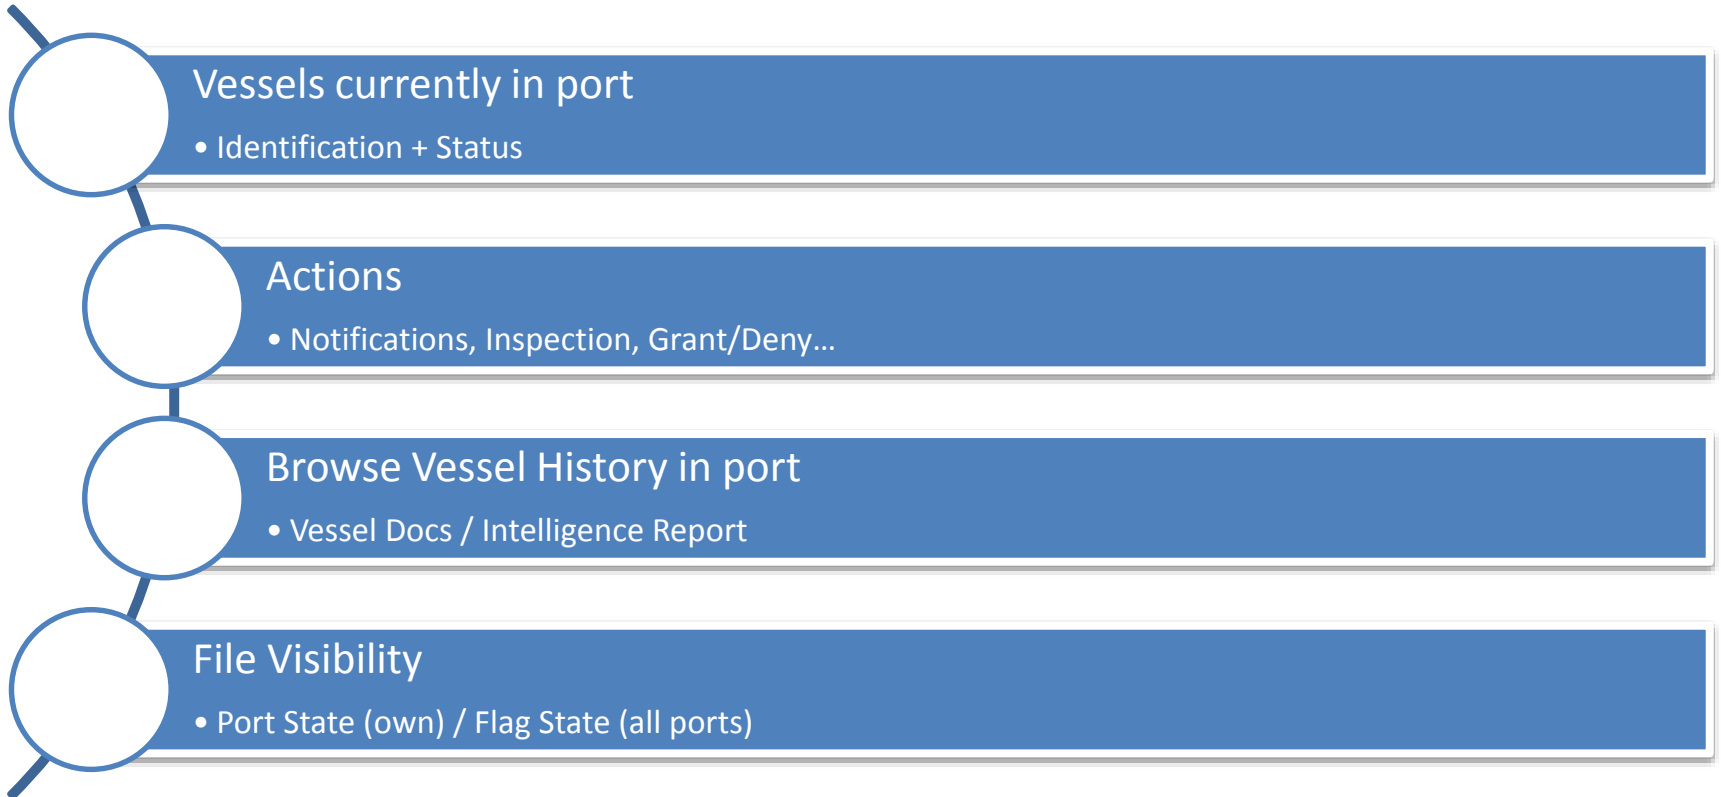 Vessels currently in port
• Identification + Status
Actions
• Notifications, Inspection, Grant/Deny...
Browse Vessel History in port
• Vessel Docs / Intelligence Report
File Visibility
• Port State (own) / Flag State (all ports)